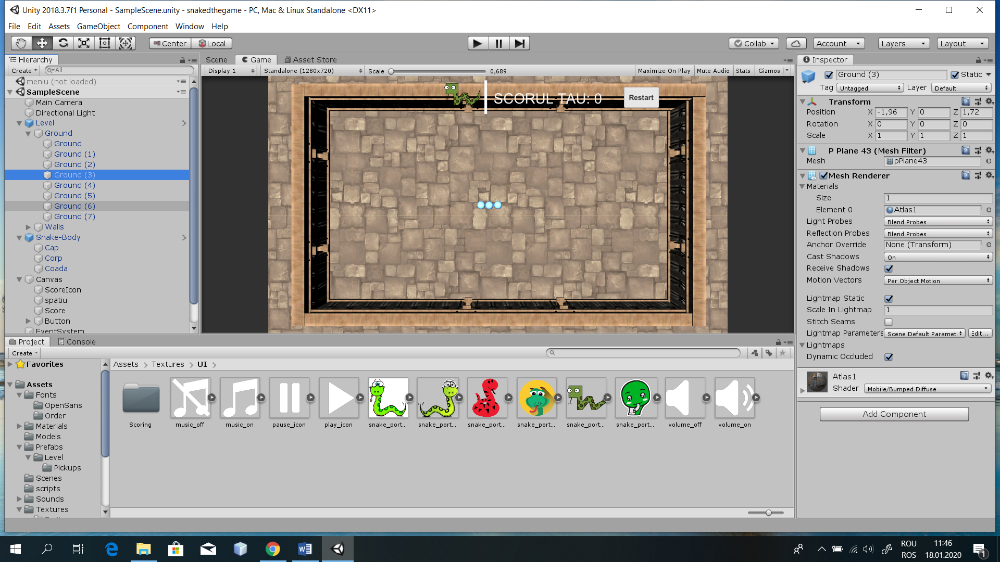 Unity 2018.3.7f1 Personal - SampleScene.unity - snakedthegame - PC, Mac & Linux Standalone <DX11>
File Edit Assets GameObject Component Window Help
Center Local Collab Account Layers Layout
Hierarchy
Create All
meniu (not loaded)
SampleScene
Main Camera
Directional Light
Level
Ground
Ground
Ground (1)
Ground (2)
Ground (3)
Ground (4)
Ground (5)
Ground (6)
Ground (7)
Walls
Snake-Body
Cap
Corp
Coada
Canvas
ScoreIcon
spatiu
Score
Button
EventSystem
Scene Game Asset Store
Display 1 Standalone (1280x720) Scale 0,689 Maximize On Play Mute Audio Stats Gizmos
SCORUL TAU: 0 Restart
Inspector
Ground (3) Static
Tag Untagged Layer Default
Transform
Position X -1,96 Y 0 Z 1,72
Rotation X 0 Y 0 Z 0
Scale X 1 Y 1 Z 1
P Plane 43 (Mesh Filter)
Mesh pPlane43
Mesh Renderer
Materials
Size 1
Element 0 Atlas1
Light Probes Blend Probes
Reflection Probes Blend Probes
Anchor Override None (Transform)
Cast Shadows On
Receive Shadows
Motion Vectors Per Object Motion
Lightmap Static
Scale In Lightmap 1
Stitch Seams
Lightmap Parameters Scene Default Paramet Edit...
Lightmaps
Dynamic Occluded
Atlas1
Shader Mobile/Bumped Diffuse
Add Component
Project Console
Create
Favorites
Assets
Fonts
OpenSans
Order
Materials
Models
Prefabs
Level
Pickups
Scenes
scripts
Sounds
Textures
Assets Textures UI
Scoring music_off music_on pause_icon play_icon snake_port... snake_port... snake_port... snake_port... snake_port... snake_port... volume_off volume_on
ROU
ROS
11:46
18.01.2020
1